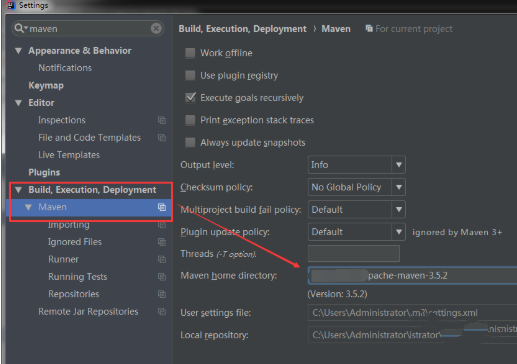 Settings
maven
Appearance & Behavior
Notifications
Keymap
Editor
Inspections
File and Code Templates
Live Templates
Plugins
Build, Execution, Deployment
Maven
Importing
Ignored Files
Runner
Running Tests
Repositories
Remote Jar Repositories
Build, Execution, Deployment › Maven For current project
Work offline
Use plugin registry
Execute goals recursively
Print exception stack traces
Always update snapshots
Output level: Info
Checksum policy: No Global Policy
Multiproject build fail policy: Default
Plugin update policy: Default ignored by Maven 3+
Threads (-T option):
Maven home directory: pache-maven-3.5.2
(Version: 3.5.2)
User settings file: C:\Users\Administrator\.m2\settings.xml
Local repository: C:\Users\Administrator\istrator\